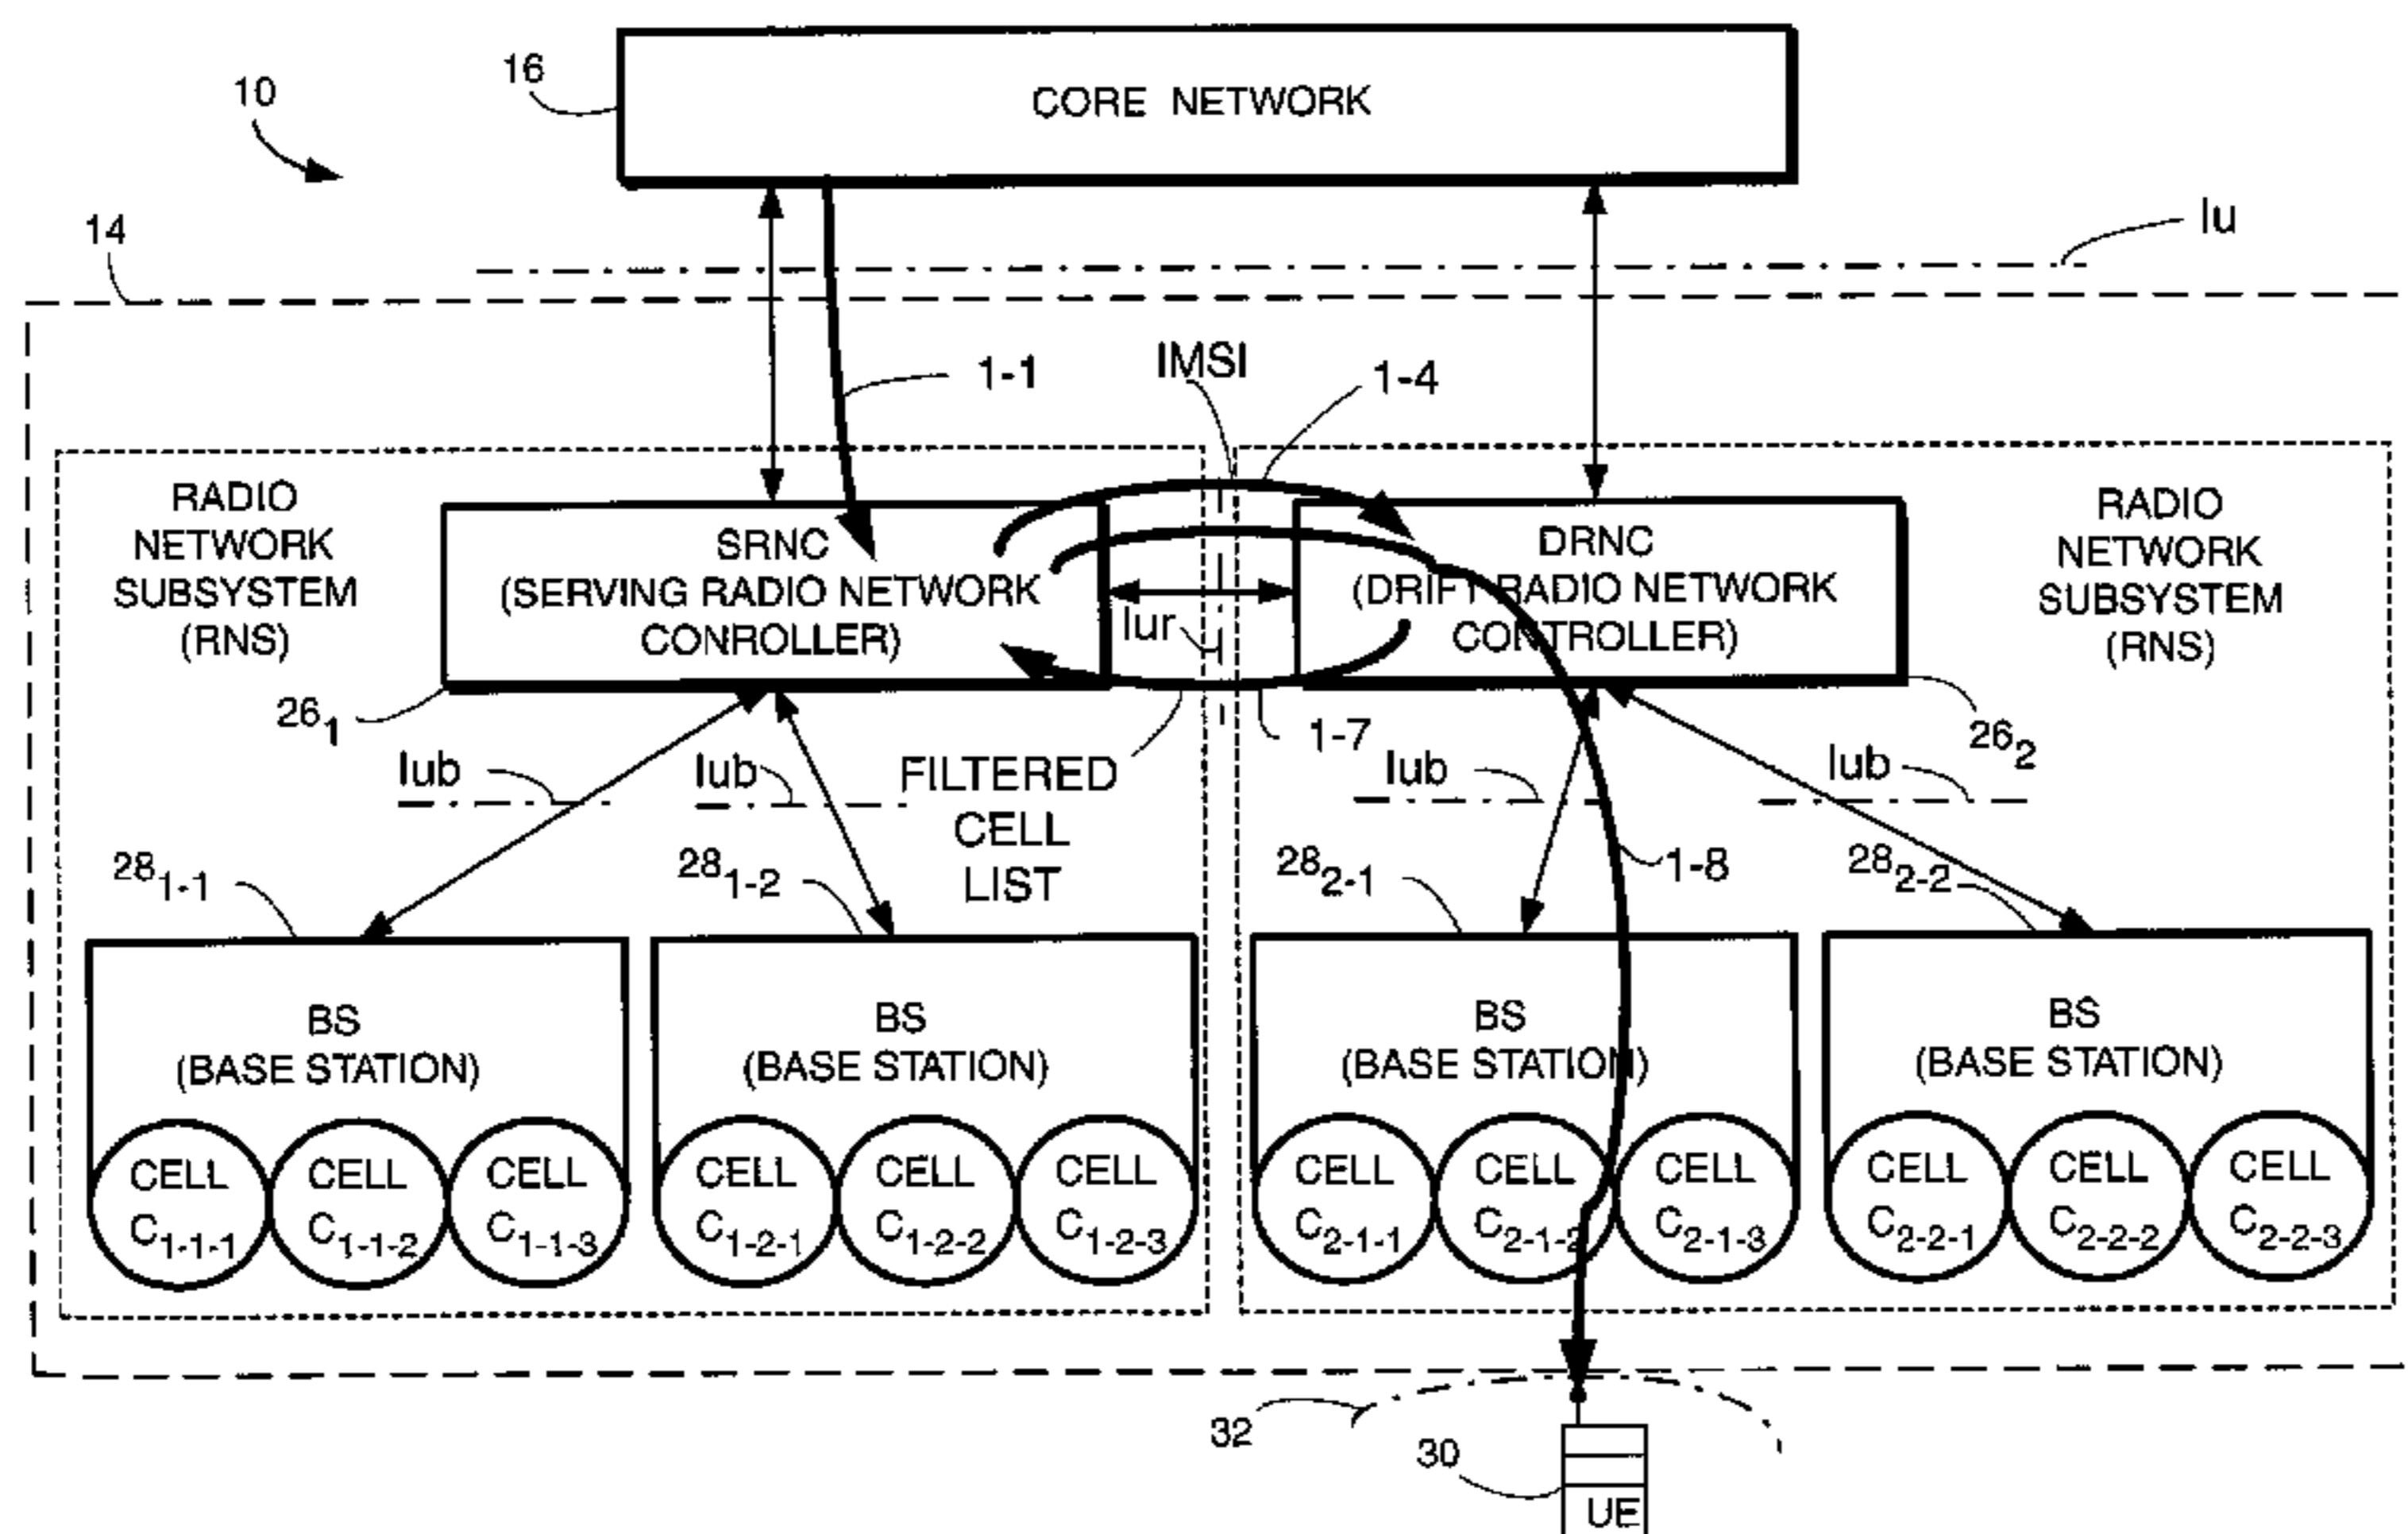 CORE NETWORK
16
10
Iu
14
IMSI
1-1
1-4
RADIO
NETWORK
SUBSYSTEM
(RNS)
SRNC
(SERVING RADIO NETWORK
CONROLLER)
Iur
DRNC
(DRIFT RADIO NETWORK
CONTROLLER)
RADIO
NETWORK
SUBSYSTEM
(RNS)
26₁
1-7
26₂
Iub
Iub
FILTERED
CELL
LIST
Iub
Iub
28₁₋₁
28₁₋₂
28₂₋₁
1-8
28₂₋₂
BS
(BASE STATION)
BS
(BASE STATION)
BS
(BASE STATION)
BS
(BASE STATION)
CELL
C₁₋₁₋₁
CELL
C₁₋₁₋₂
CELL
C₁₋₁₋₃
CELL
C₁₋₂₋₁
CELL
C₁₋₂₋₂
CELL
C₁₋₂₋₃
CELL
C₂₋₁₋₁
CELL
C₂₋₁₋₂
CELL
C₂₋₁₋₃
CELL
C₂₋₂₋₁
CELL
C₂₋₂₋₂
CELL
C₂₋₂₋₃
32
30
UE